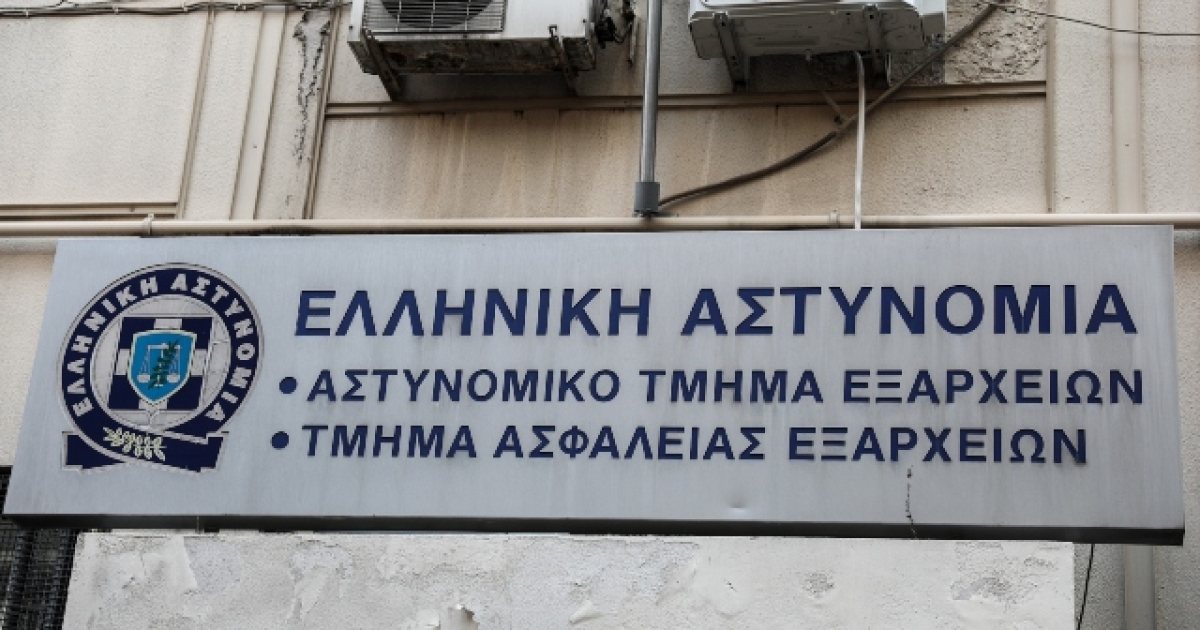 ΕΛΛΗΝΙΚΗ ΑΣΤΥΝΟΜΙΑ
ΕΛΛΗΝΙΚΗ ΑΣΤΥΝΟΜΙΑ
• ΑΣΤΥΝΟΜΙΚΟ ΤΜΗΜΑ ΕΞΑΡΧΕΙΩΝ
• ΤΜΗΜΑ ΑΣΦΑΛΕΙΑΣ ΕΞΑΡΧΕΙΩΝ